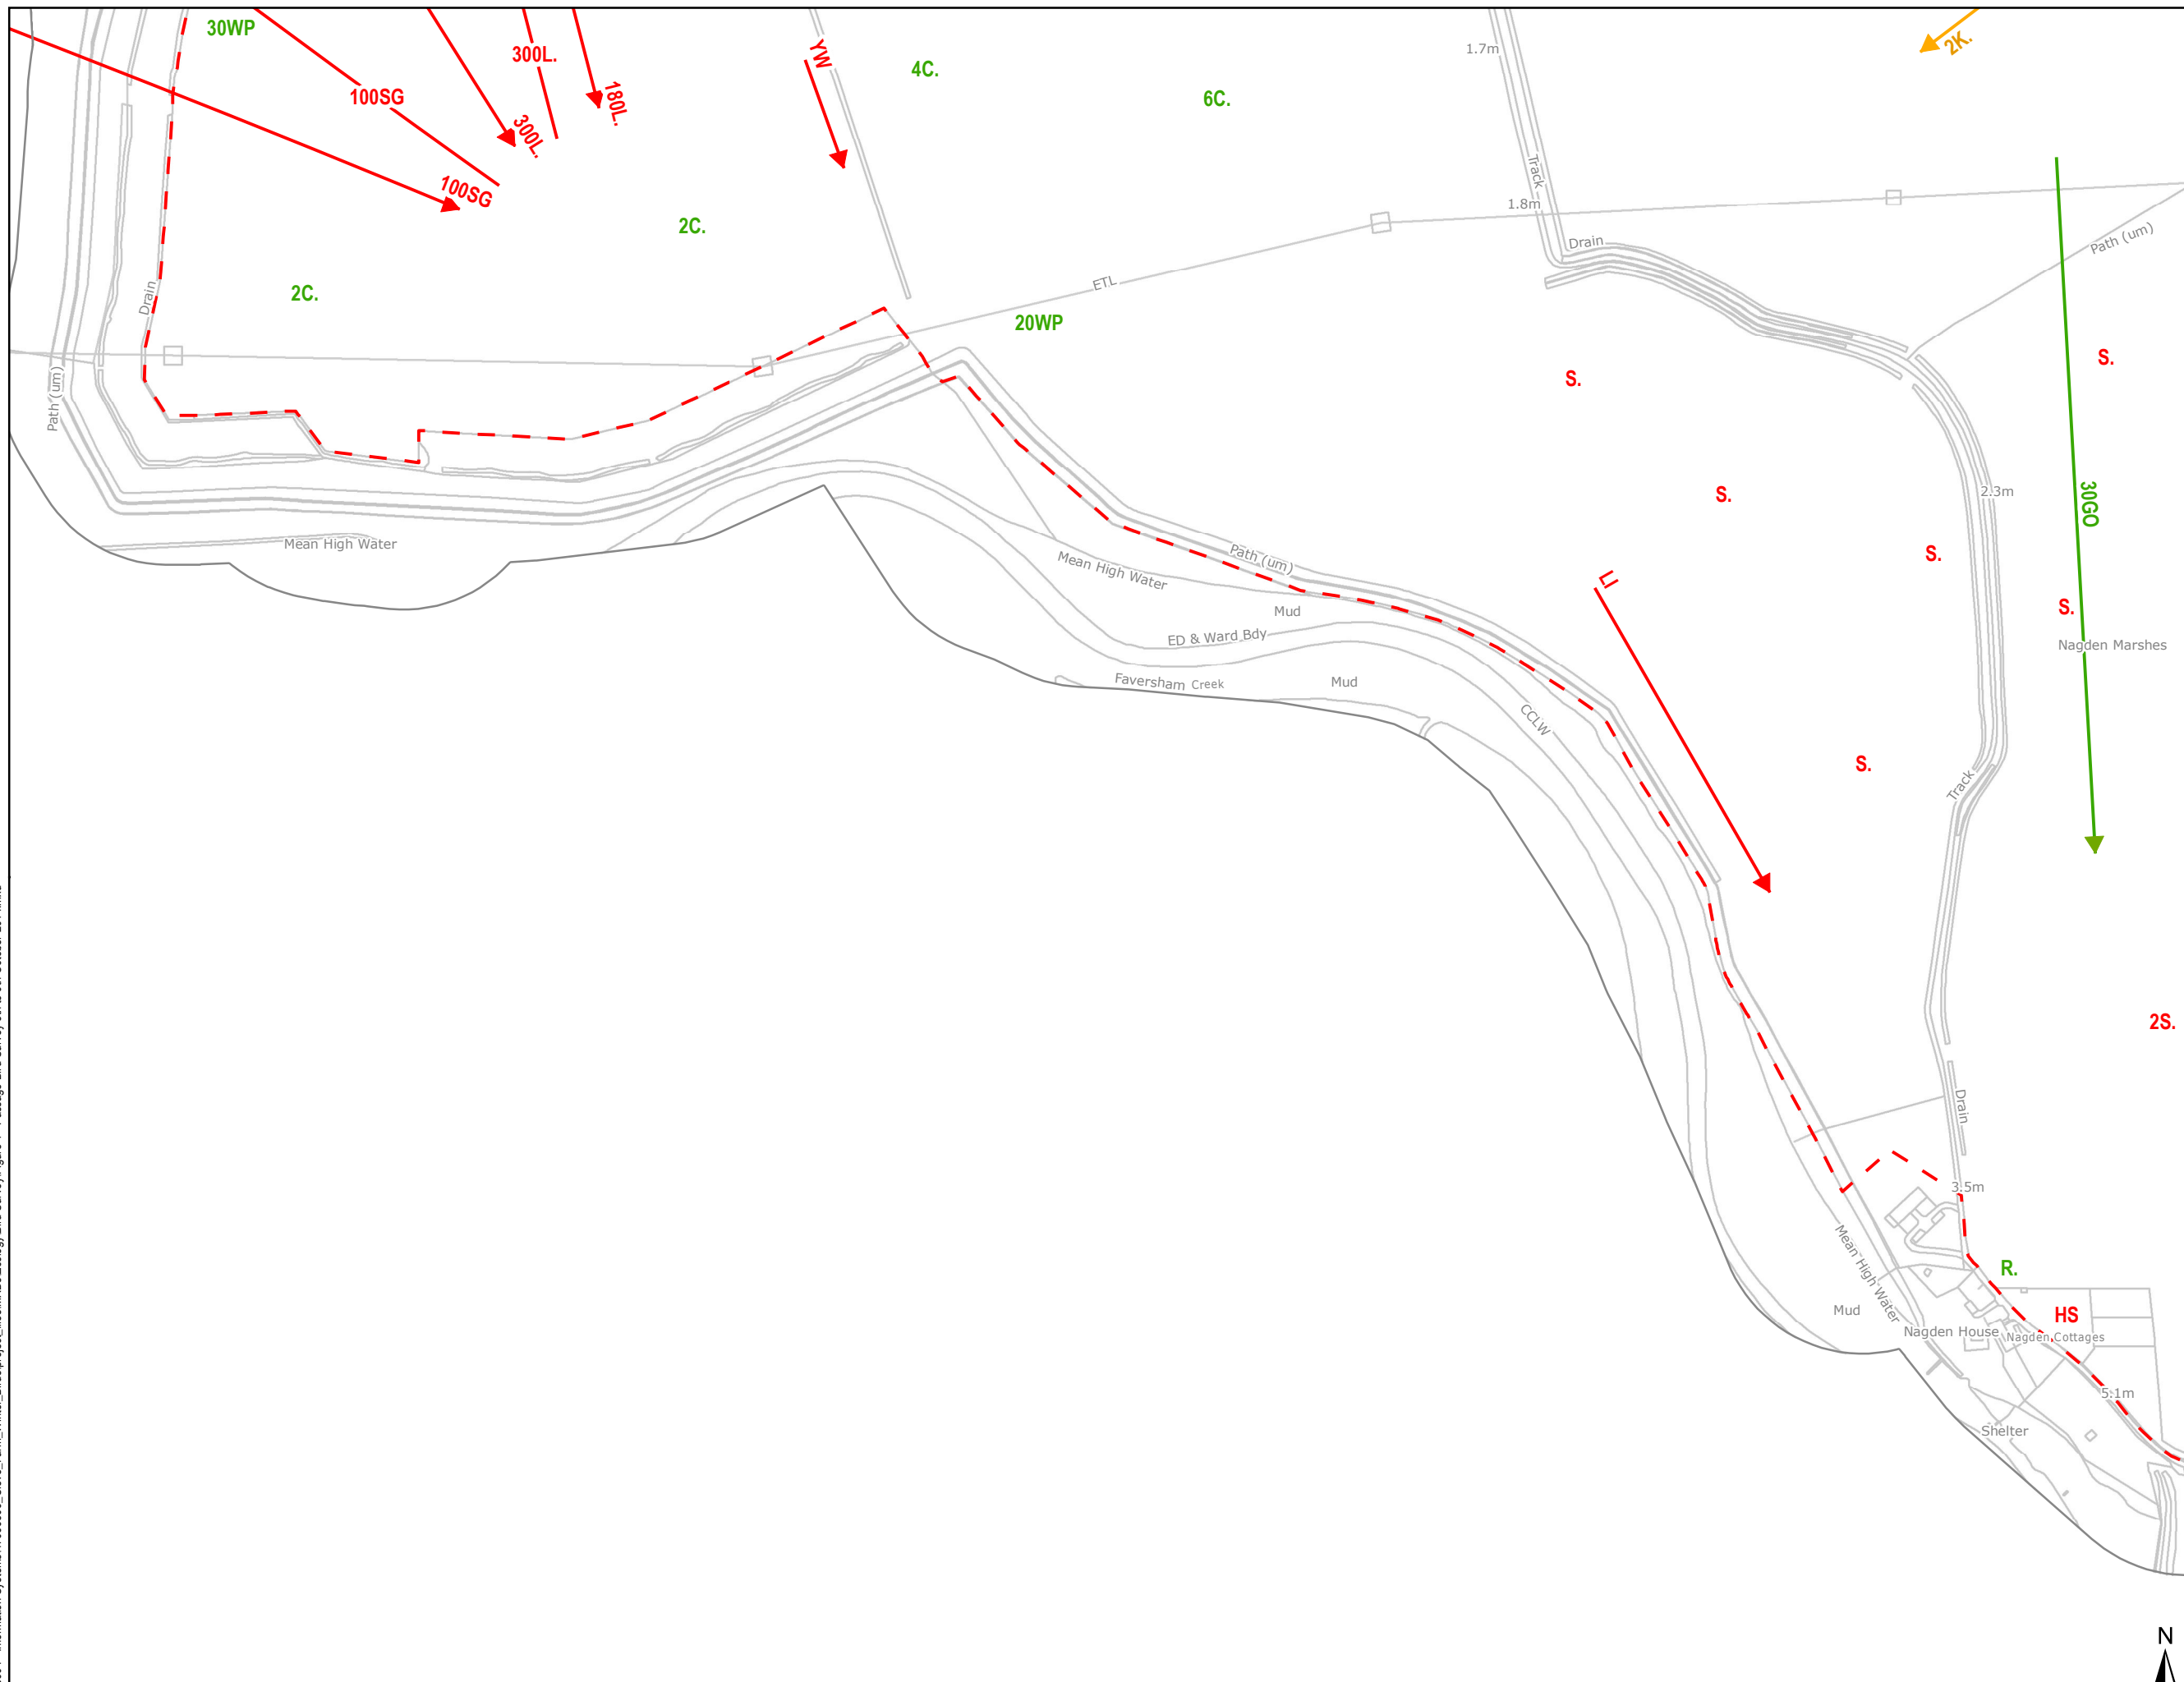 30WP
100SG
300L.
180L.
YW
4C.
6C.
1.7m
2K.
300L.
100SG
Track
1.8m
2C.
Drain
Path (um)
2C.
Drain
ETL
20WP
S.
S.
Path (um)
S.
2.3m
30GO
Mean High Water
Path (um)
S.
Mean High Water
LI
Mud
S.
ED & Ward Bdy
Nagden Marshes
Faversham Creek
Mud
CCLW
S.
Track
2S.
Drain
3.5m
Mean High Water
R.
Mud
HS
Nagden House
Nagden Cottages
5.1m
Shelter
N